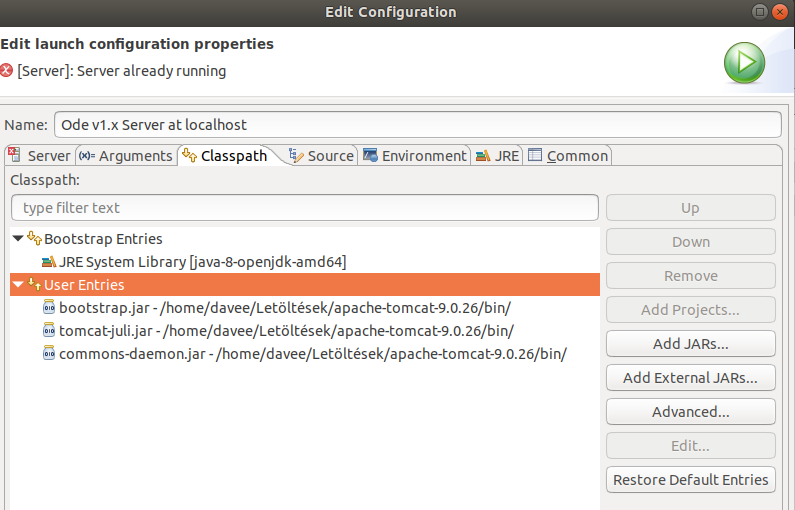 Edit Configuration
Edit launch configuration properties
[Server]: Server already running
Name: Ode v1.x Server at localhost
Server (x)= Arguments Classpath Source Environment JRE Common
Classpath:
type filter text
Up
Bootstrap Entries
Down
JRE System Library [java-8-openjdk-amd64]
Remove
User Entries
bootstrap.jar - /home/davee/Letöltések/apache-tomcat-9.0.26/bin/
Add Projects...
tomcat-juli.jar - /home/davee/Letöltések/apache-tomcat-9.0.26/bin/
Add JARs...
commons-daemon.jar - /home/davee/Letöltések/apache-tomcat-9.0.26/bin/
Add External JARs...
Advanced...
Edit...
Restore Default Entries